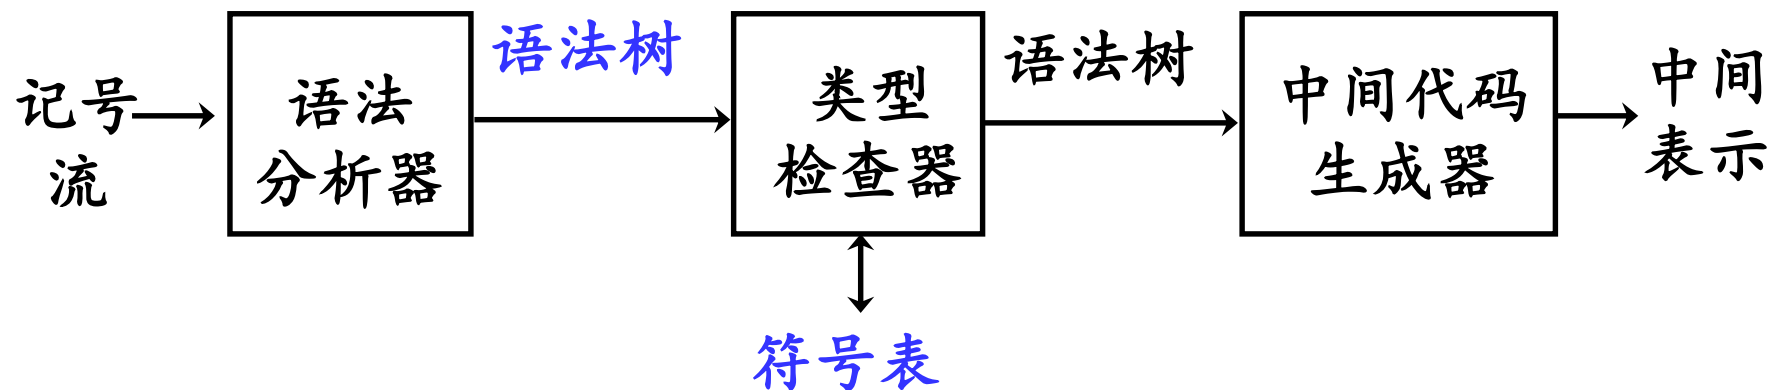 记号
流
语法
分析器
语法树
类型
检查器
符号表
语法树
中间代码
生成器
中间
表示